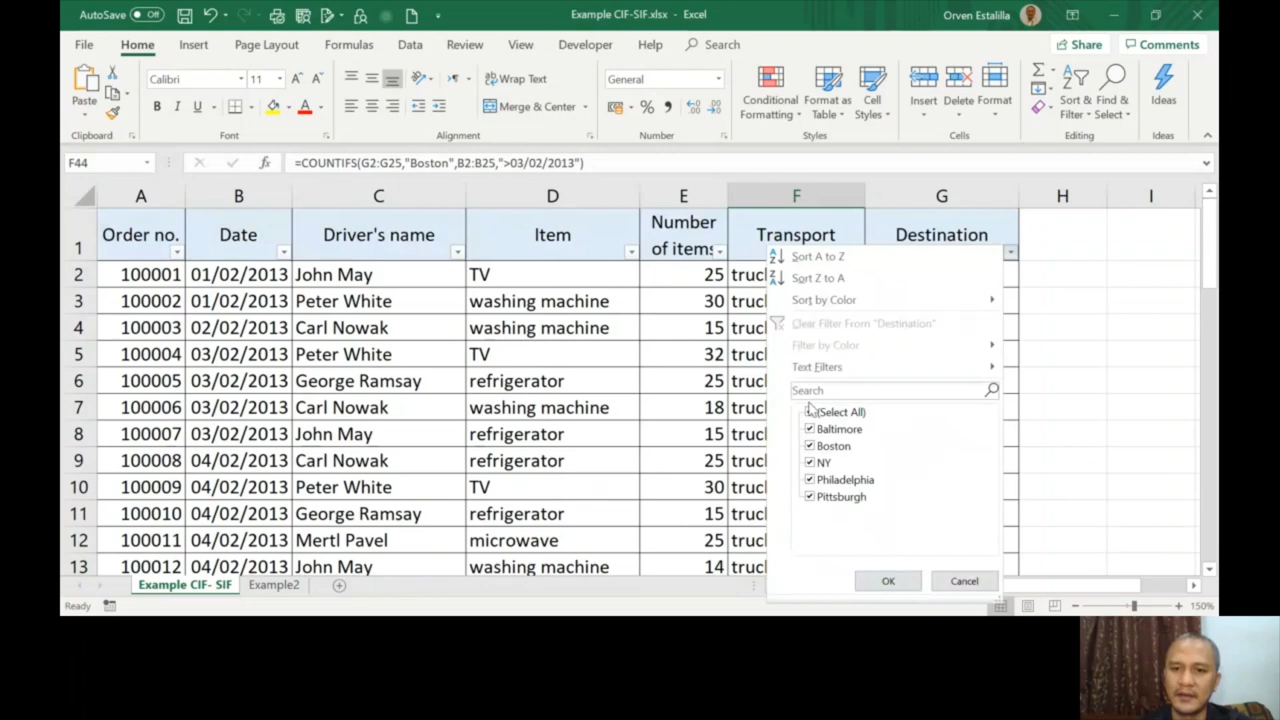 AutoSave Off Example CIF-SIF.xlsx - Excel Orven Estalilla
File Home Insert Page Layout Formulas Data Review View Developer Help Search Share Comments
Paste Calibri 11 Wrap Text General Conditional Formatting Format as Table Cell Styles Insert Delete Format Sort & Filter Find & Select Ideas
B I U Merge & Center
Clipboard Font Alignment Number Styles Cells Editing Ideas
F44 fx =COUNTIFS(G2:G25,"Boston",B2:B25,">03/02/2013")
A B C D E F G H I
1 Order no. Date Driver's name Item Number of items Transport Destination
2 100001 01/02/2013 John May TV 25 truck
3 100002 01/02/2013 Peter White washing machine 30 truck
4 100003 02/02/2013 Carl Nowak washing machine 15 truck
5 100004 03/02/2013 Peter White TV 32 truck
6 100005 03/02/2013 George Ramsay refrigerator 25 truck
7 100006 03/02/2013 Carl Nowak washing machine 18 truck
8 100007 03/02/2013 John May refrigerator 15 truck
9 100008 04/02/2013 Carl Nowak refrigerator 25 truck
10 100009 04/02/2013 Peter White TV 30 truck
11 100010 04/02/2013 George Ramsay refrigerator 15 truck
12 100011 04/02/2013 Mertl Pavel microwave 25 truck
13 100012 04/02/2013 John May washing machine 14 truck
Sort A to Z
Sort Z to A
Sort by Color
Clear Filter From "Destination"
Filter by Color
Text Filters
Search
(Select All)
Baltimore
Boston
NY
Philadelphia
Pittsburgh
OK Cancel
Example CIF- SIF Example2
Ready 150%